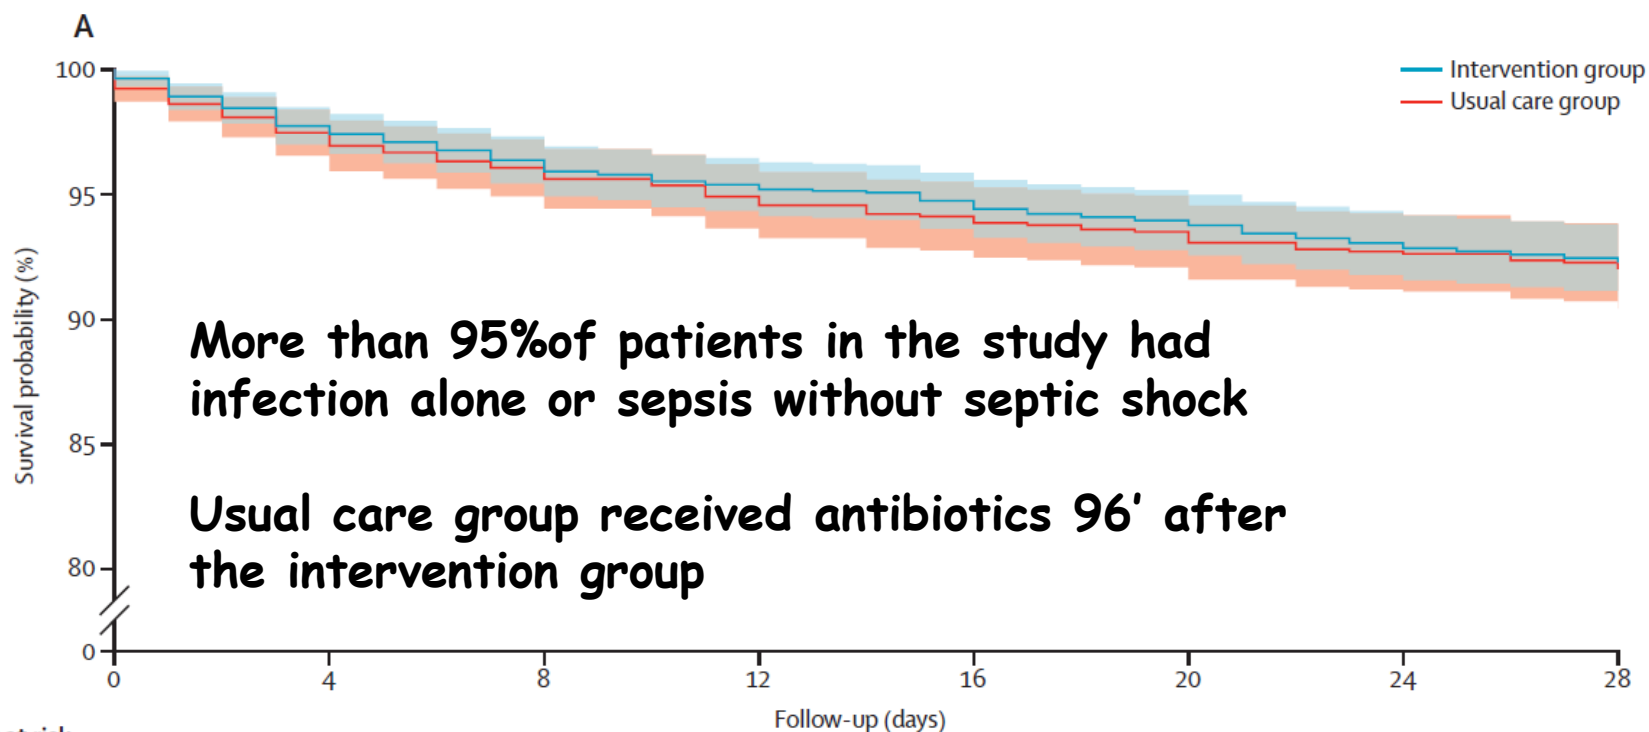 A
100
95
90
85
80
0
Survival probability (%)
Intervention group
Usual care group
More than 95%of patients in the study had
infection alone or sepsis without septic shock
Usual care group received antibiotics 96’ after
the intervention group
0 4 8 12 16 20 24 28
Follow-up (days)